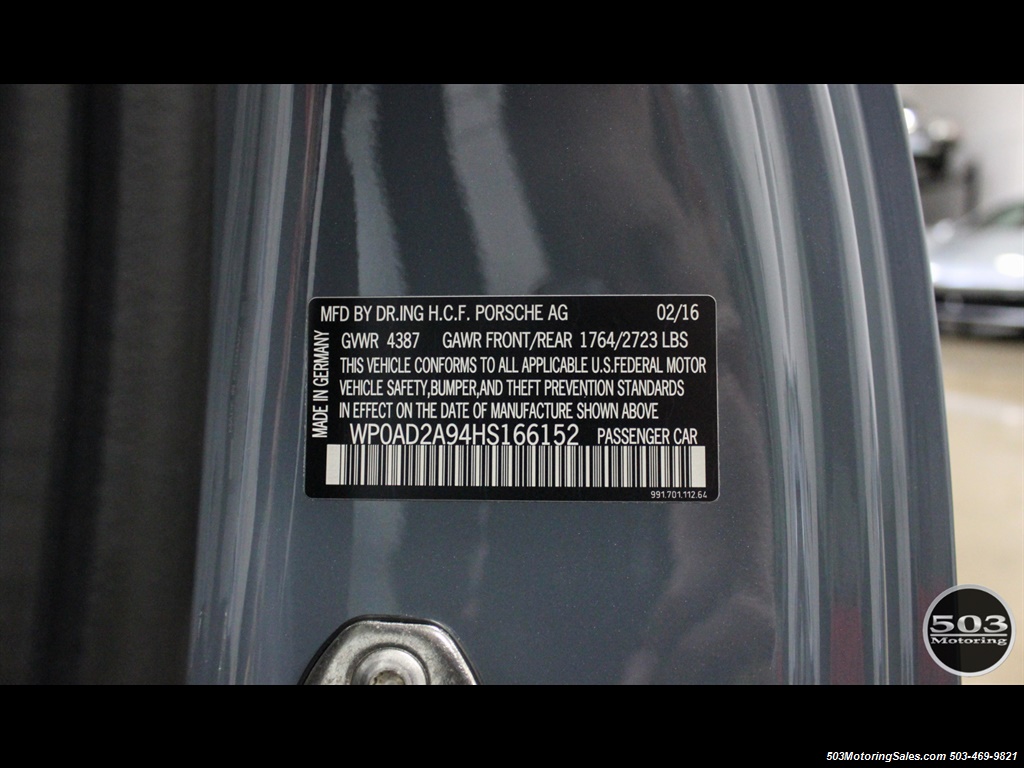 MFD BY DR.ING H.C.F. PORSCHE AG 02/16
GVWR 4387 GAWR FRONT/REAR 1764/2723 LBS
THIS VEHICLE CONFORMS TO ALL APPLICABLE U.S.FEDERAL MOTOR
VEHICLE SAFETY,BUMPER,AND THEFT PREVENTION STANDARDS
IN EFFECT ON THE DATE OF MANUFACTURE SHOWN ABOVE
MADE IN GERMANY
WP0AD2A94HS166152 PASSENGER CAR
991.701.112.64
503
Motoring
503MotoringSales.com 503-469-9821